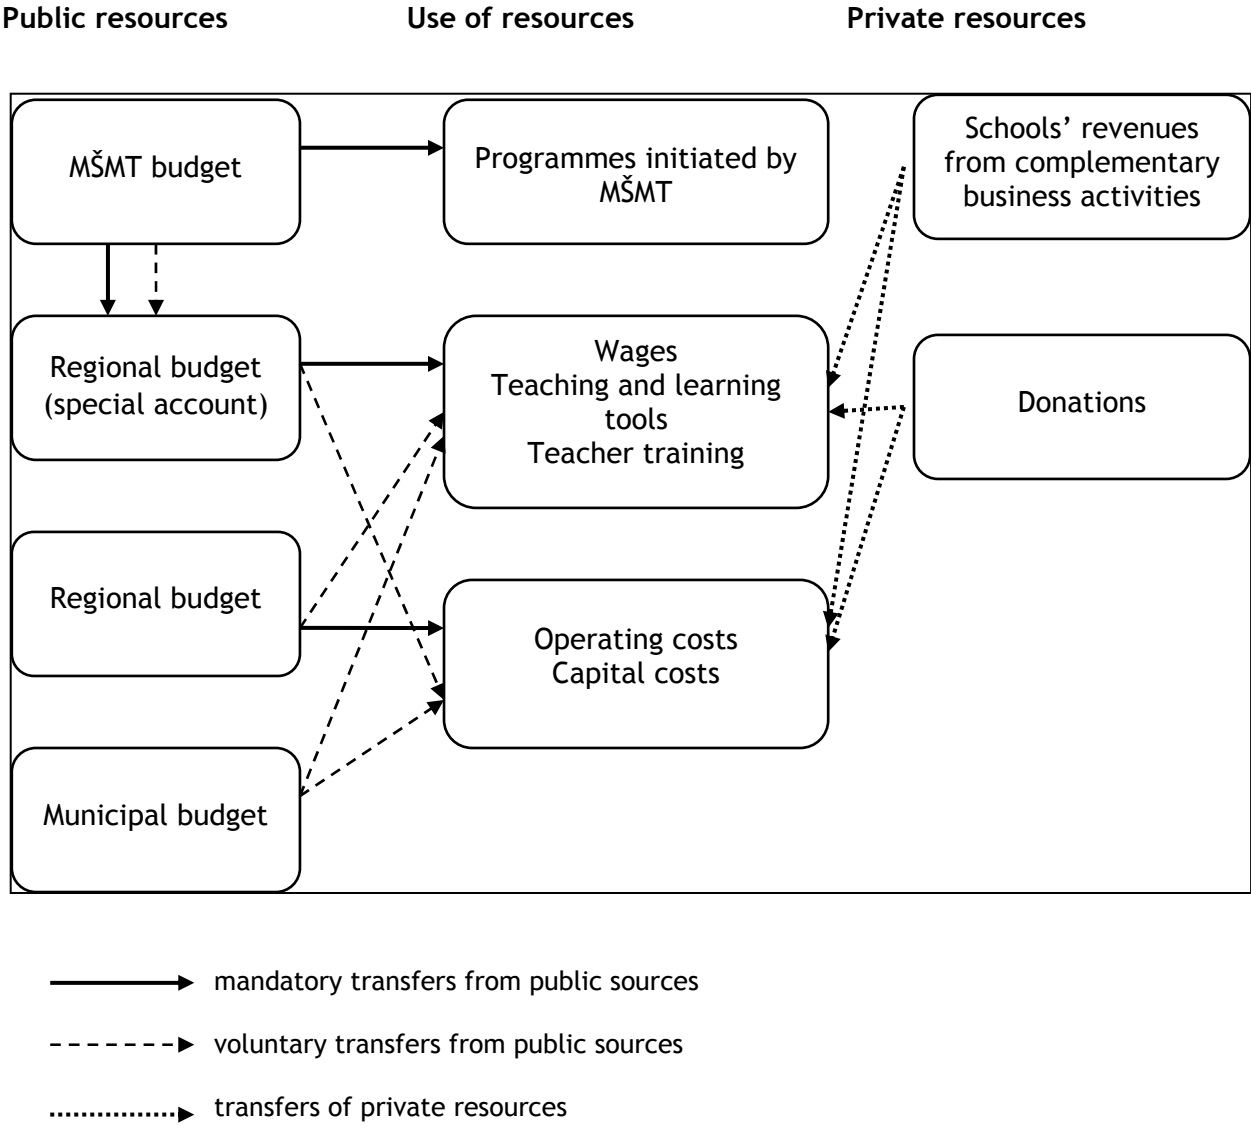 Public resources
Use of resources
Private resources
MŠMT budget
Programmes initiated by
MŠMT
Schools’ revenues
from complementary
business activities
Regional budget
(special account)
Wages
Teaching and learning
tools
Teacher training
Donations
Regional budget
Operating costs
Capital costs
Municipal budget
mandatory transfers from public sources
voluntary transfers from public sources
transfers of private resources